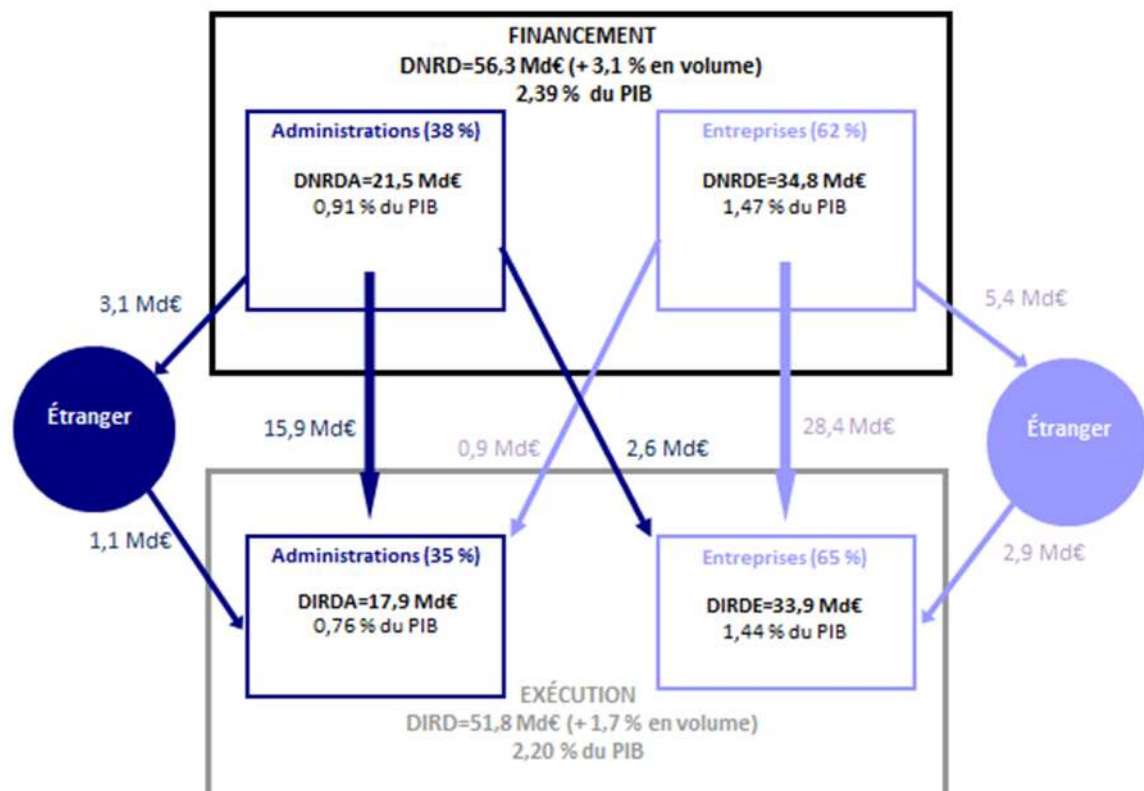 FINANCEMENT
DNRD=56,3 Md€ (+ 3,1 % en volume)
2,39 % du PIB
Administrations (38 %)
DNRDA=21,5 Md€
0,91 % du PIB
Entreprises (62 %)
DNRDE=34,8 Md€
1,47 % du PIB
3,1 Md€
5,4 Md€
Étranger
15,9 Md€
0,9 Md€
2,6 Md€
28,4 Md€
Étranger
1,1 Md€
2,9 Md€
Administrations (35 %)
DIRDA=17,9 Md€
0,76 % du PIB
Entreprises (65 %)
DIRDE=33,9 Md€
1,44 % du PIB
EXÉCUTION
DIRD=51,8 Md€ (+ 1,7 % en volume)
2,20 % du PIB